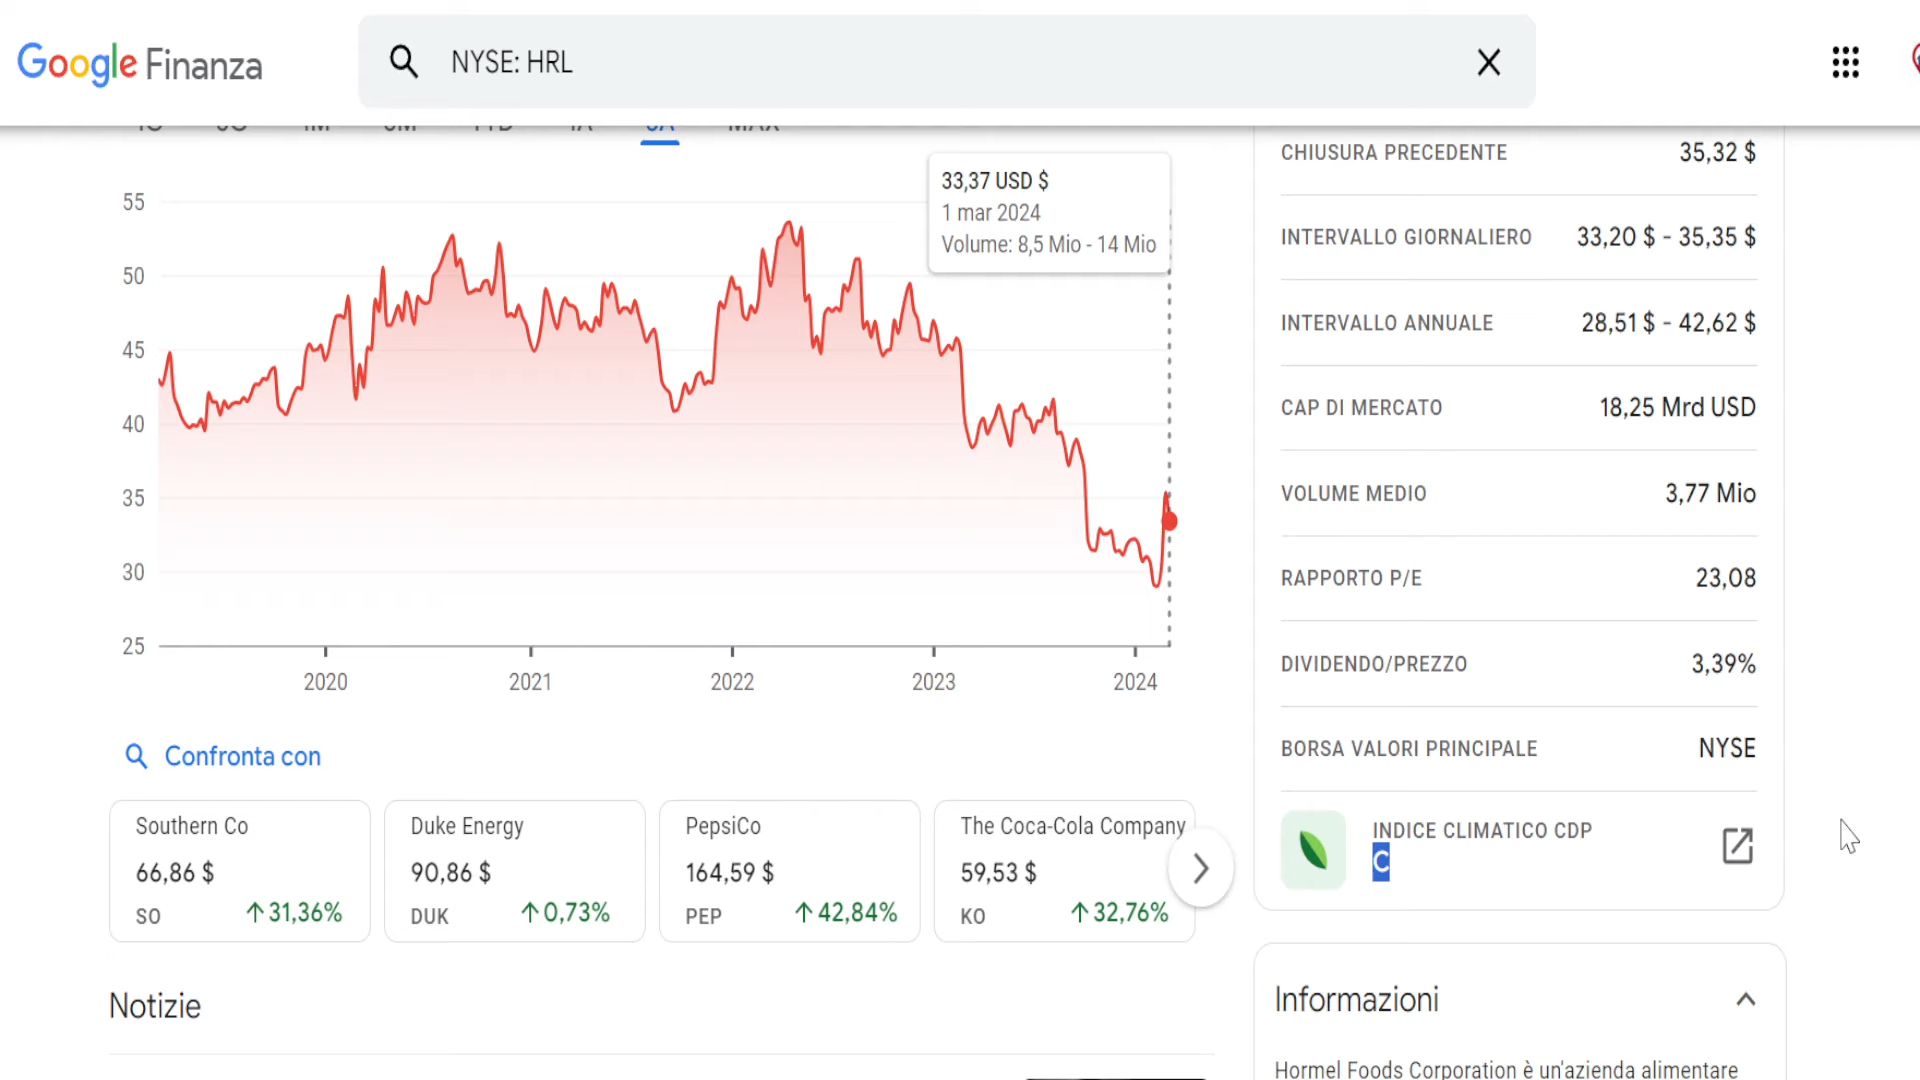 Google Finanza
NYSE: HRL
5A
MAX
33,37 USD $
1 mar 2024
Volume: 8,5 Mio - 14 Mio
55
50
45
40
35
30
25
2020
2021
2022
2023
2024
CHIUSURA PRECEDENTE
35,32 $
INTERVALLO GIORNALIERO
33,20 $ - 35,35 $
INTERVALLO ANNUALE
28,51 $ - 42,62 $
CAP DI MERCATO
18,25 Mrd USD
VOLUME MEDIO
3,77 Mio
RAPPORTO P/E
23,08
DIVIDENDO/PREZZO
3,39%
BORSA VALORI PRINCIPALE
NYSE
INDICE CLIMATICO CDP
C
Confronta con
Southern Co
66,86 $
SO
31,36%
Duke Energy
90,86 $
DUK
0,73%
PepsiCo
164,59 $
PEP
42,84%
The Coca-Cola Company
59,53 $
KO
32,76%
Notizie
Informazioni
Hormel Foods Corporation è un'azienda alimentare